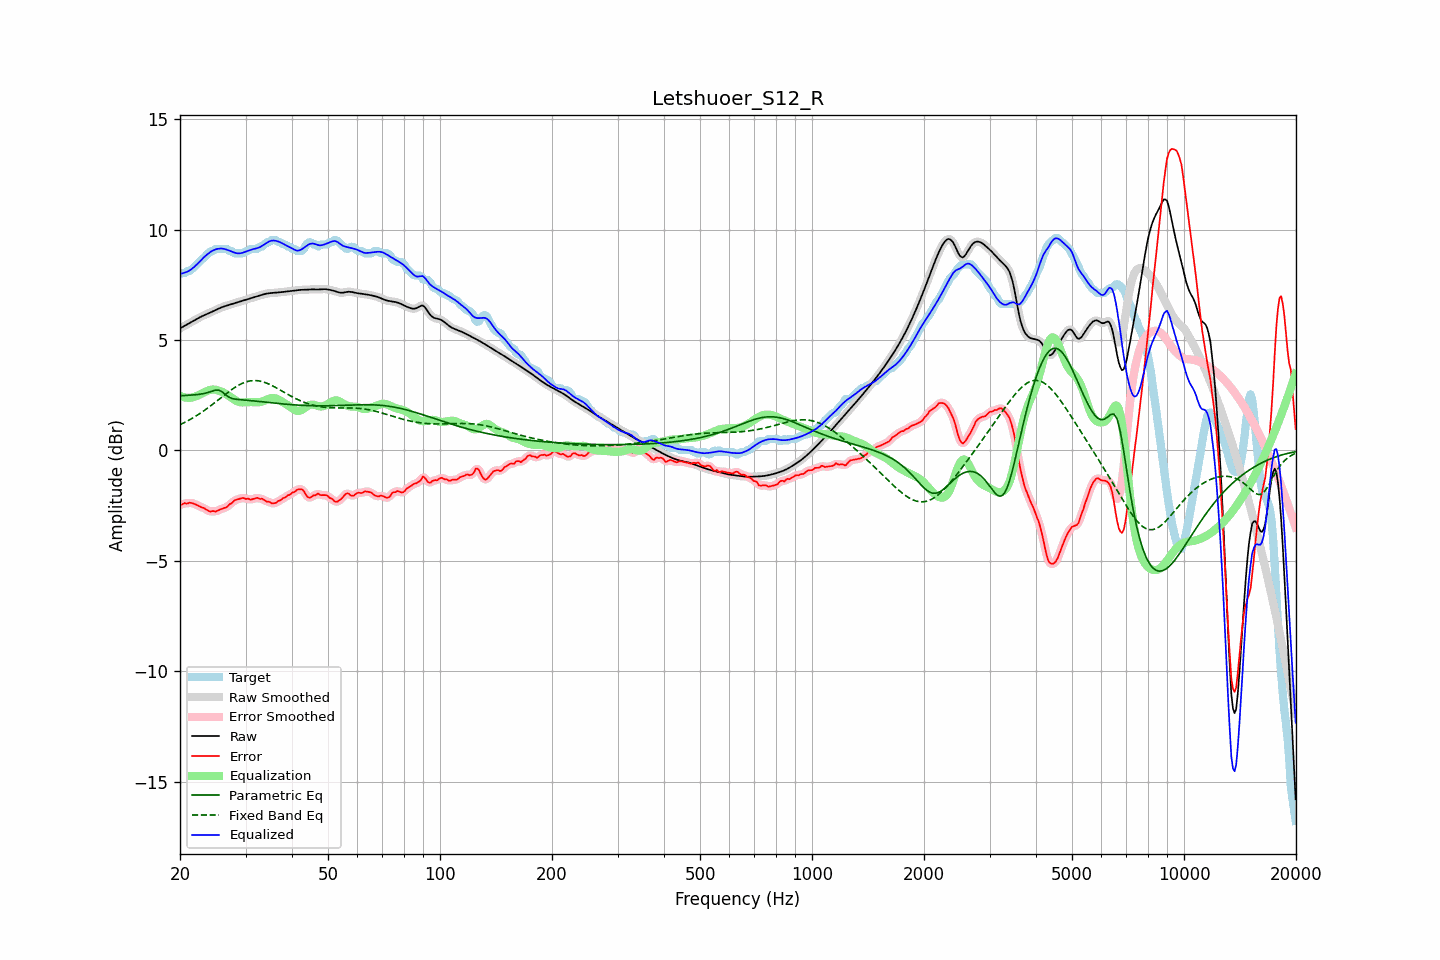 Letshuoer_S12_R
Amplitude (dBr)
15
10
5
0
−5
−10
−15
Target
Raw Smoothed
Error Smoothed
Raw
Error
Equalization
Parametric Eq
Fixed Band Eq
Equalized
20 50 100 200 500 1000 2000 5000 10000 20000
Frequency (Hz)